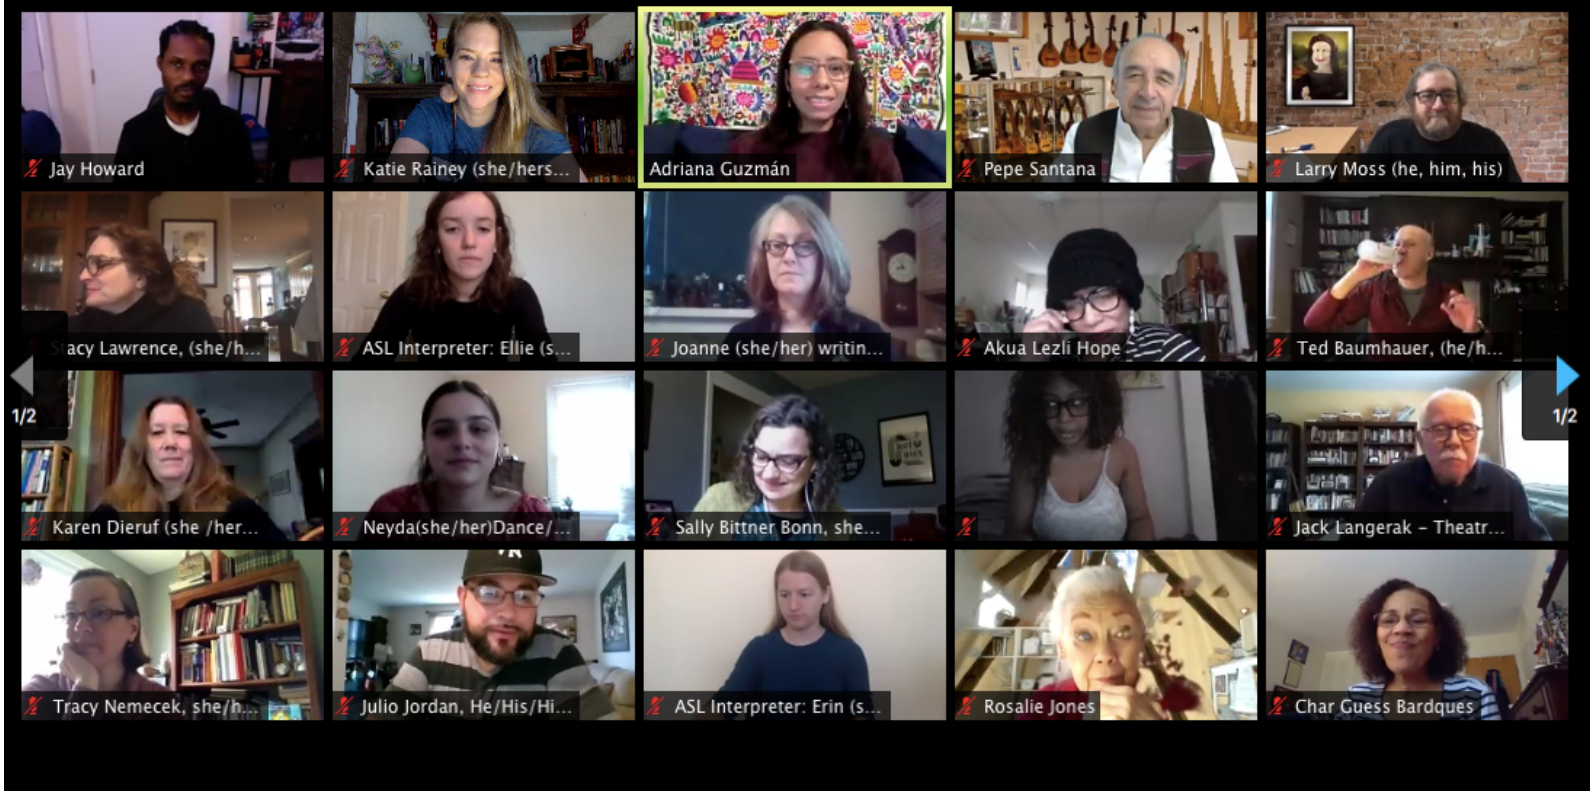 Jay Howard
Katie Rainey (she/hers...
Adriana Guzmán
Pepe Santana
Larry Moss (he, him, his)
tacy Lawrence, (she/h...
ASL Interpreter: Ellie (s...
Joanne (she/her) writin...
Akua Lezli Hope
Ted Baumhauer, (he/h...
1/2
1/2
Karen Dieruf (she /her...
Neyda(she/her)Dance/...
Sally Bittner Bonn, she...
Jack Langerak – Theatr...
Tracy Nemecek, she/h...
Julio Jordan, He/His/Hi...
ASL Interpreter: Erin (s...
Rosalie Jones
Char Guess Bardques